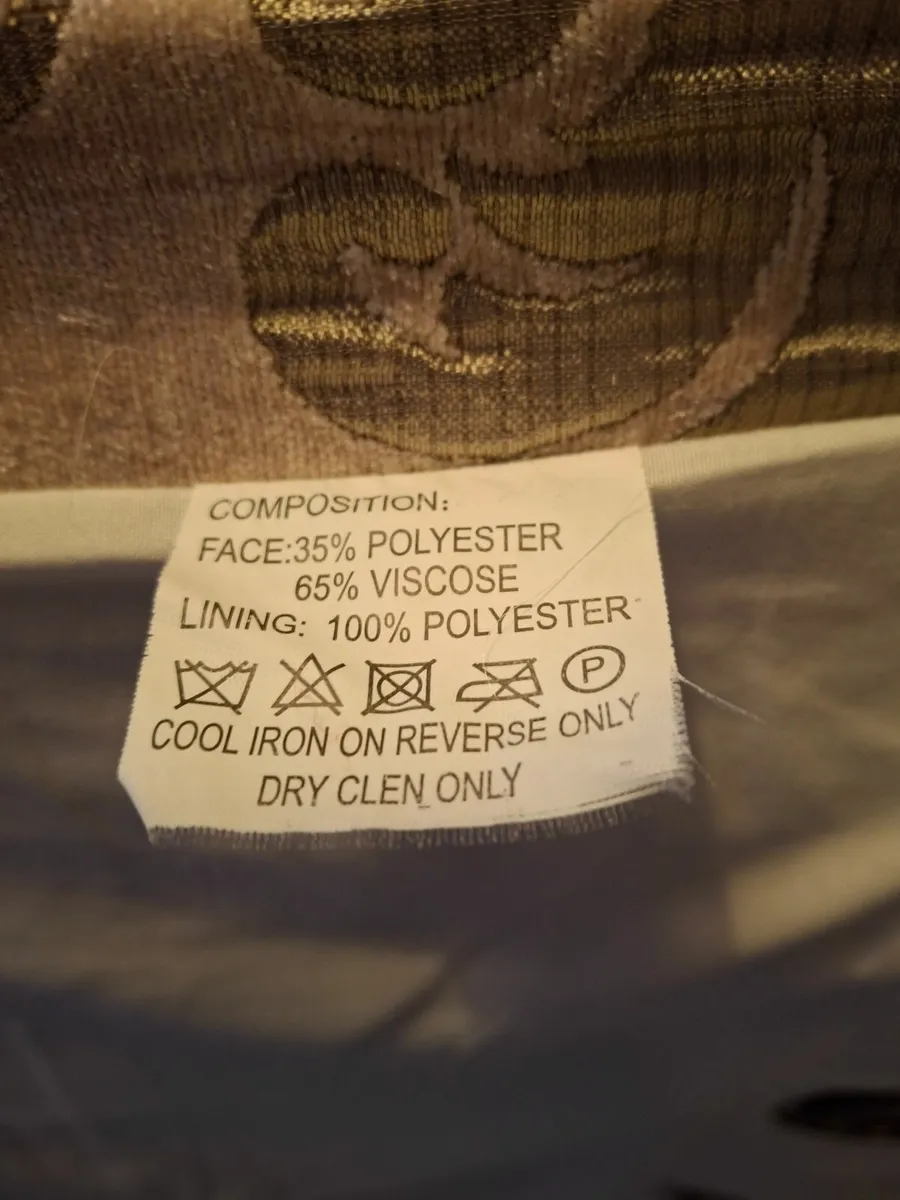 COMPOSITION:
FACE:35% POLYESTER
65% VISCOSE
LINING: 100% POLYESTER
P
COOL IRON ON REVERSE ONLY
DRY CLEN ONLY